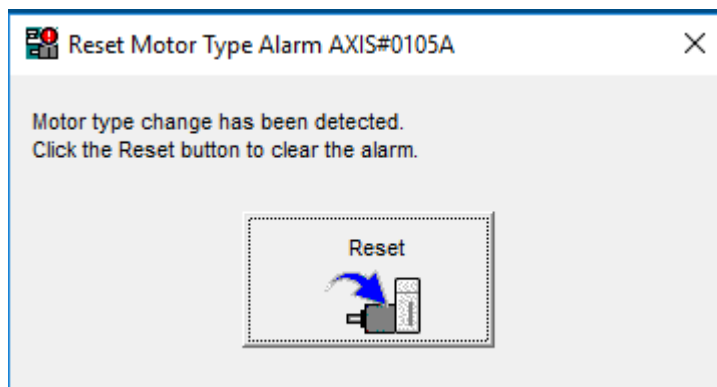 Reset Motor Type Alarm AXIS#0105A
Motor type change has been detected.
Click the Reset button to clear the alarm.
Reset